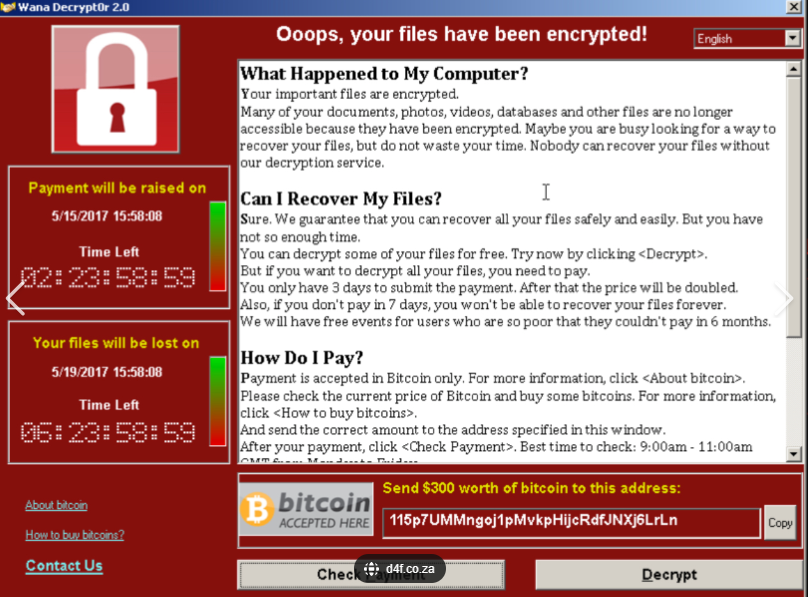 Wana Decrypt0r 2.0
Ooops, your files have been encrypted!
English
What Happened to My Computer?
Your important files are encrypted.
Many of your documents, photos, videos, databases and other files are no longer
accessible because they have been encrypted. Maybe you are busy looking for a way to
recover your files, but do not waste your time. Nobody can recover your files without
our decryption service.
Can I Recover My Files?
Sure. We guarantee that you can recover all your files safely and easily. But you have
not so enough time.
You can decrypt some of your files for free. Try now by clicking <Decrypt>.
But if you want to decrypt all your files, you need to pay.
You only have 3 days to submit the payment. After that the price will be doubled.
Also, if you don't pay in 7 days, you won't be able to recover your files forever.
We will have free events for users who are so poor that they couldn't pay in 6 months.
How Do I Pay?
Payment is accepted in Bitcoin only. For more information, click <About bitcoin>.
Please check the current price of Bitcoin and buy some bitcoins. For more information,
click <How to buy bitcoins>.
And send the correct amount to the address specified in this window.
After your payment, click <Check Payment>. Best time to check: 9:00am - 11:00am
GMT from Monday to Friday.
Payment will be raised on
5/15/2017 15:58:08
Time Left
02:23:58:59
Your files will be lost on
5/19/2017 15:58:08
Time Left
06:23:58:59
About bitcoin
How to buy bitcoins?
Contact Us
bitcoin
ACCEPTED HERE
Send $300 worth of bitcoin to this address:
115p7UMMngoj1pMvkpHijcRdfJNXj6LrLn
Copy
Check Payment
d4f.co.za
Decrypt